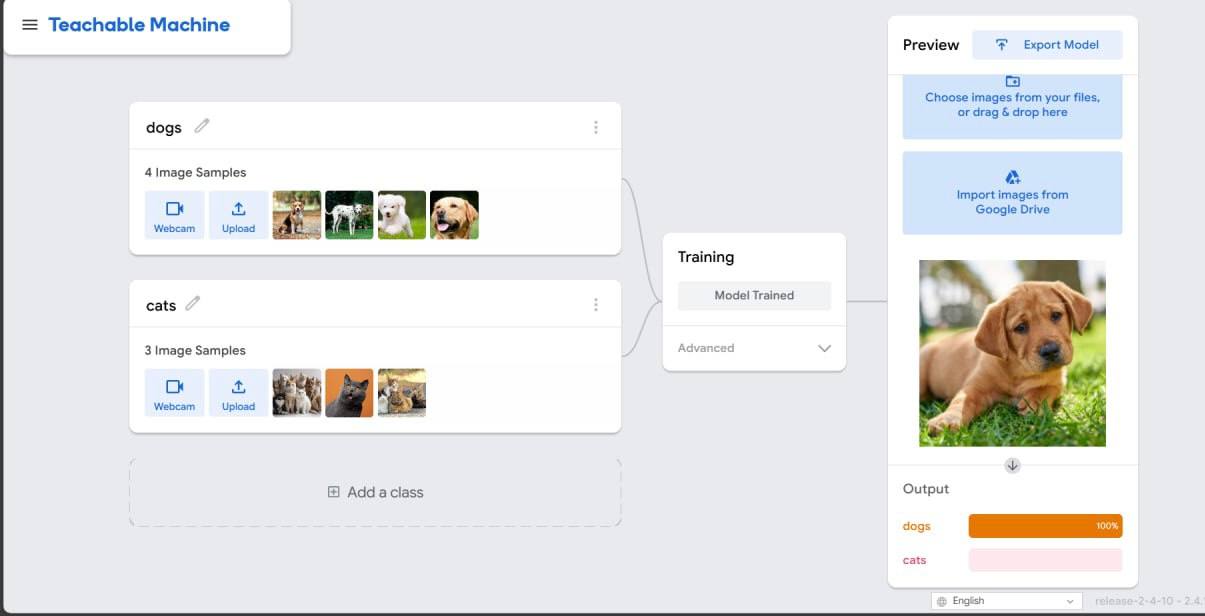 Teachable Machine
dogs
4 Image Samples
Webcam
Upload
cats
3 Image Samples
Webcam
Upload
Add a class
Training
Model Trained
Advanced
Preview
Export Model
Choose images from your files,
or drag & drop here
Import images from
Google Drive
Output
dogs
100%
cats
English
release-2-4-10 - 2.4.